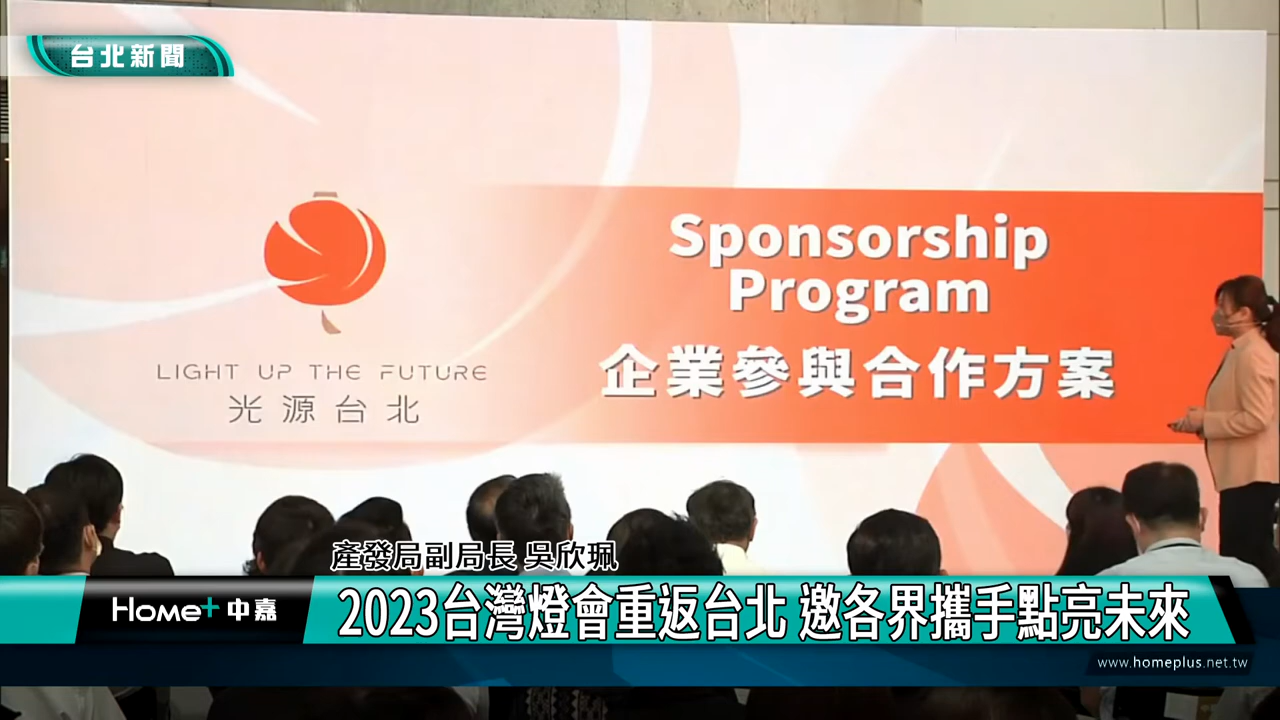 台北新聞
Sponsorship
Program
企業參與合作方案
LIGHT UP THE FUTURE
光源台北
產發局副局長 吳欣珮
Home+ 中嘉
2023台灣燈會重返台北 邀各界攜手點亮未來
www.homeplus.net.tw